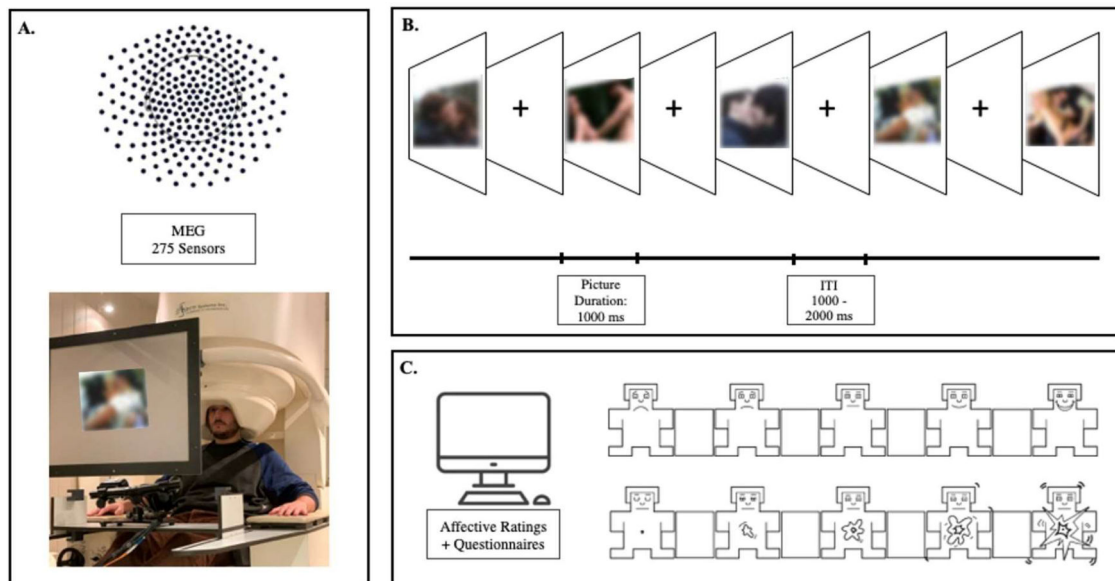 A.
MEG
275 Sensors
B.
+
+
+
+
Picture
Duration:
1000 ms
ITI
1000 -
2000 ms
C.
Affective Ratings
+ Questionnaires